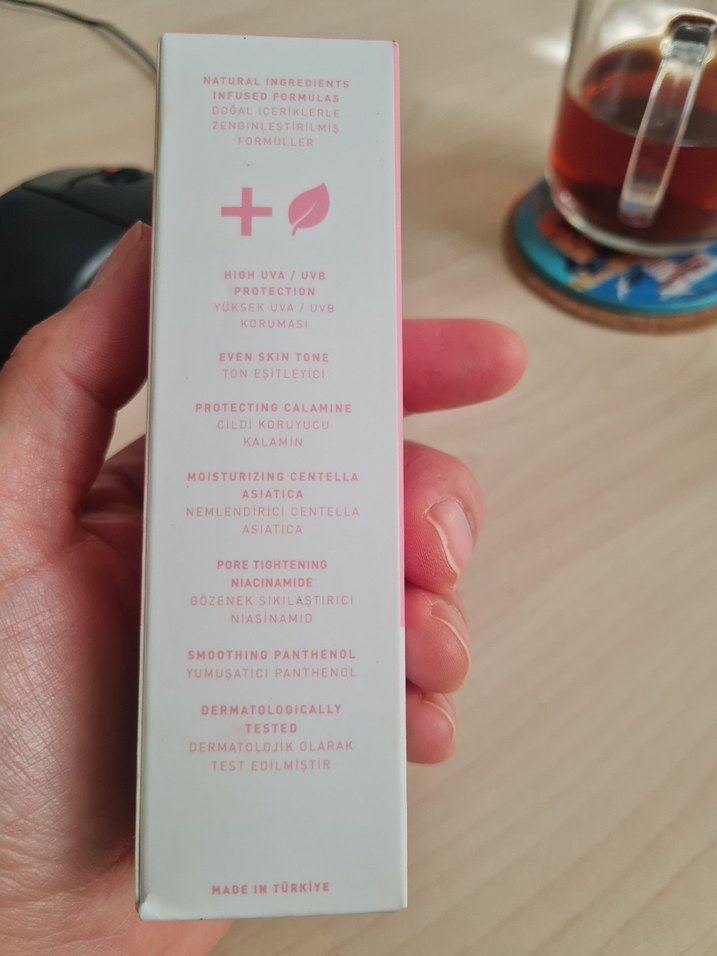 NATURAL INGREDIENTS
INFUSED FORMULAS
DOĞAL İÇERİKLERLE
ZENGİNLEŞTİRİLMİŞ
FORMÜLLER
HIGH UVA / UVB
PROTECTION
YÜKSEK UVA / UVB
KORUMASI
EVEN SKIN TONE
TON EŞİTLEYİCİ
PROTECTING CALAMINE
CİLDİ KORUYUCU
KALAMİN
MOISTURIZING CENTELLA
ASIATICA
NEMLENDİRİCİ CENTELLA
ASIATICA
PORE TIGHTENING
NIACINAMIDE
GÖZENEK SIKILAŞTIRICI
NİASİNAMİD
SMOOTHING PANTHENOL
YUMUŞATICI PANTHENOL
DERMATOLOGICALLY
TESTED
DERMATOLOJİK OLARAK
TEST EDİLMİŞTİR
MADE IN TÜRKİYE